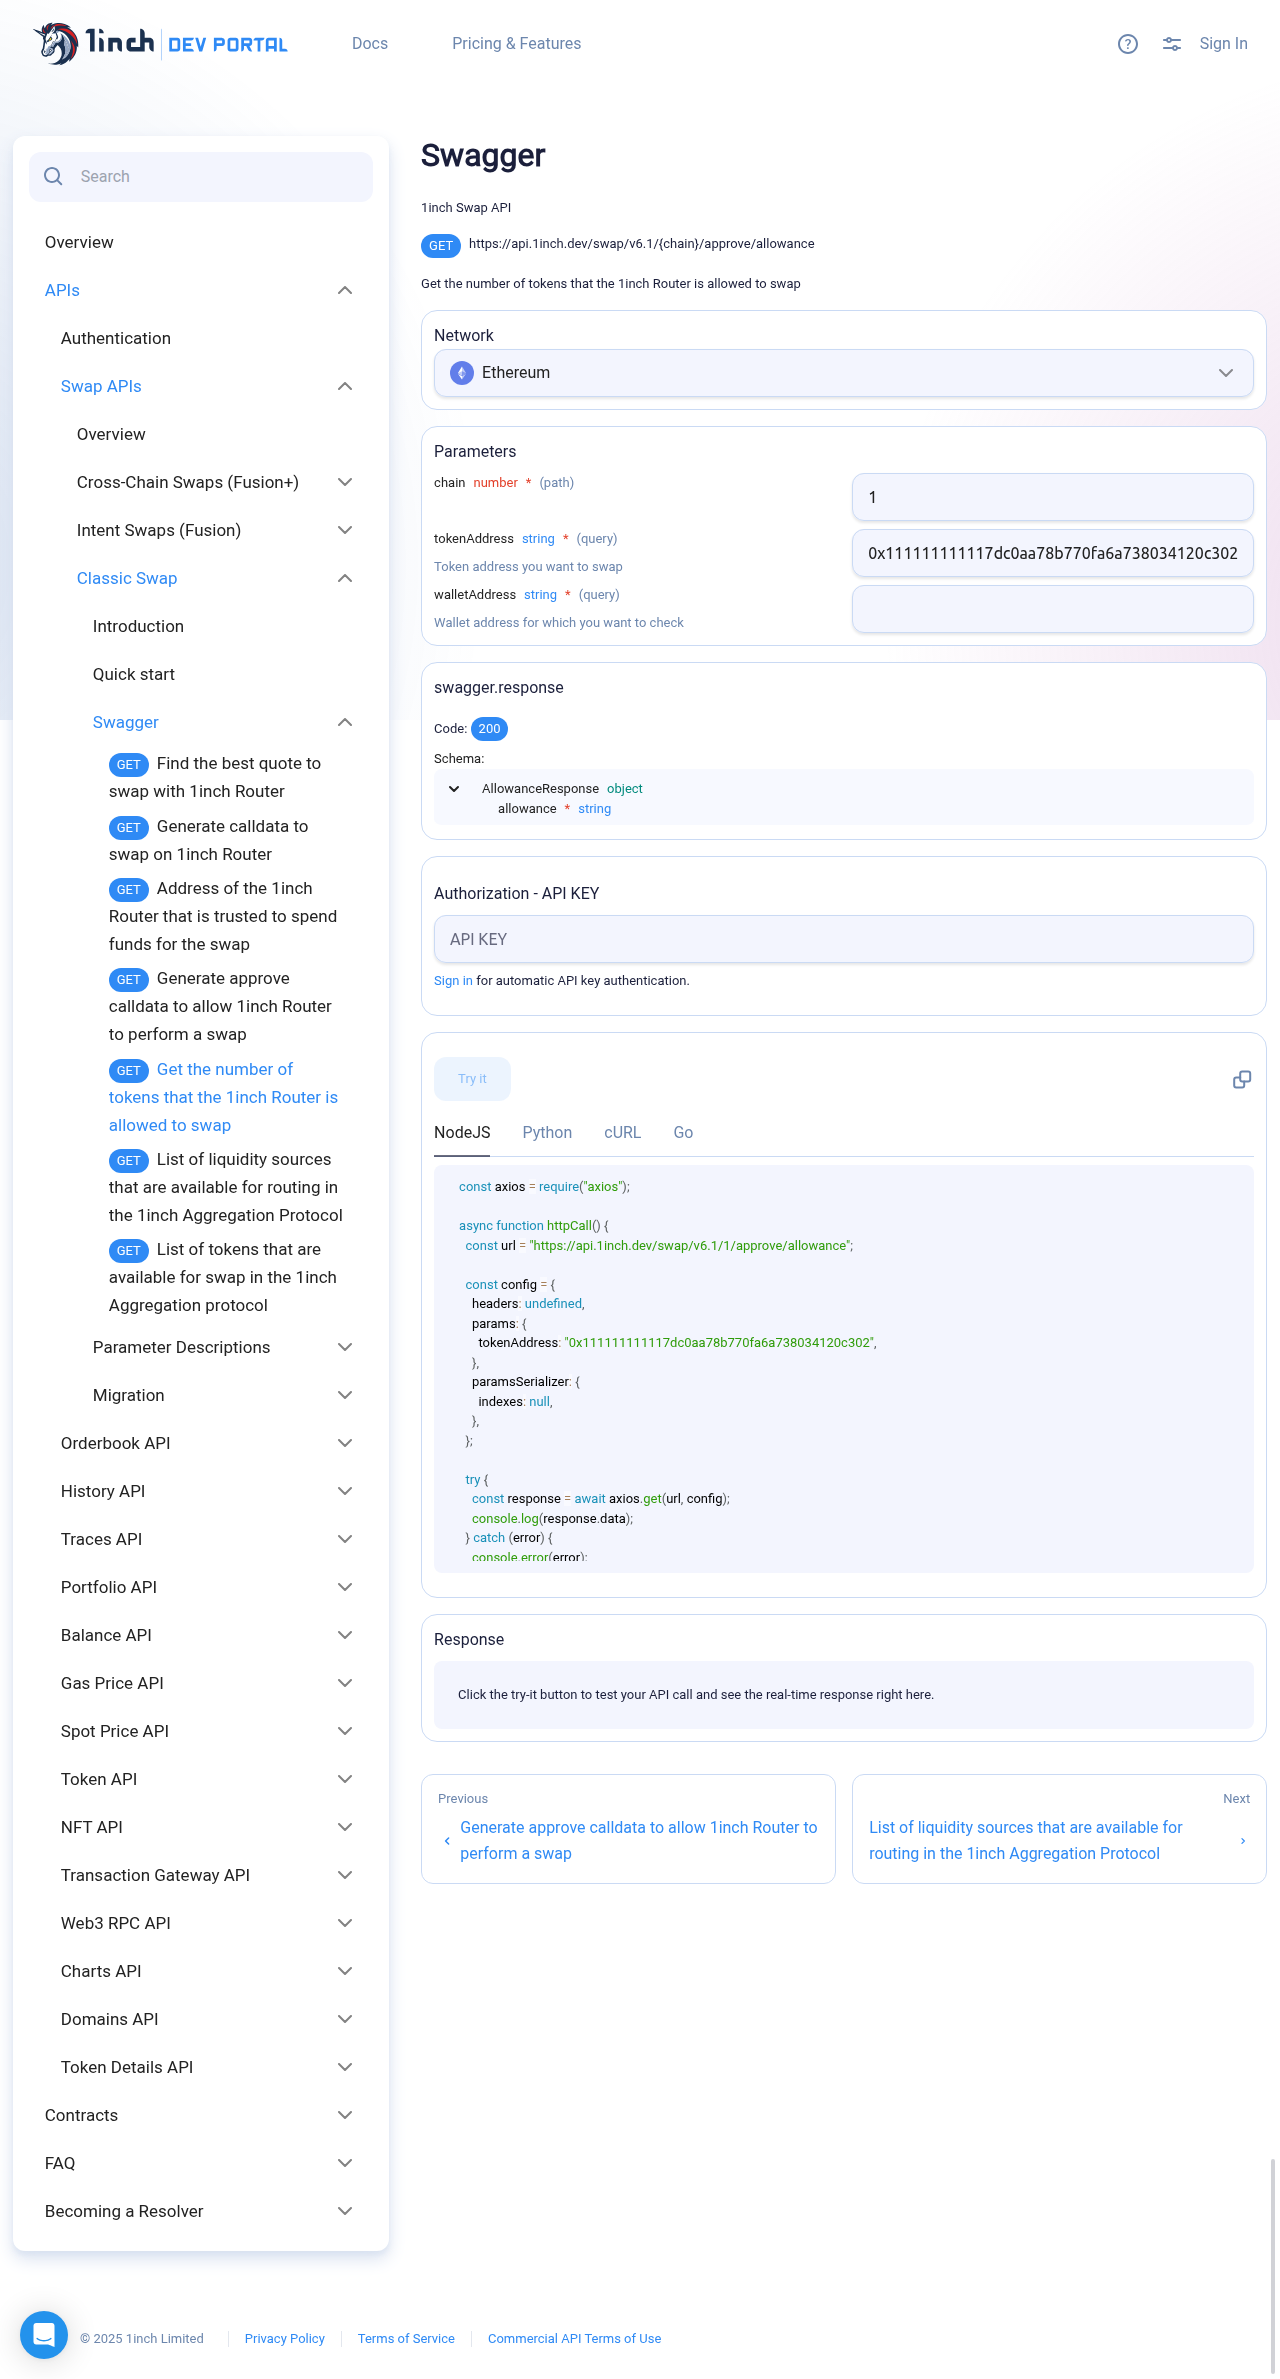 1inch DEV PORTAL
Docs
Pricing & Features
Sign In
Search
Overview
APIs
Authentication
Swap APIs
Overview
Cross-Chain Swaps (Fusion+)
Intent Swaps (Fusion)
Classic Swap
Introduction
Quick start
Swagger
GET Find the best quote to
swap with 1inch Router
GET Generate calldata to
swap on 1inch Router
GET Address of the 1inch
Router that is trusted to spend
funds for the swap
GET Generate approve
calldata to allow 1inch Router
to perform a swap
GET Get the number of
tokens that the 1inch Router is
allowed to swap
GET List of liquidity sources
that are available for routing in
the 1inch Aggregation Protocol
GET List of tokens that are
available for swap in the 1inch
Aggregation protocol
Parameter Descriptions
Migration
Orderbook API
History API
Traces API
Portfolio API
Balance API
Gas Price API
Spot Price API
Token API
NFT API
Transaction Gateway API
Web3 RPC API
Charts API
Domains API
Token Details API
Contracts
FAQ
Becoming a Resolver
Swagger
1inch Swap API
GET https://api.1inch.dev/swap/v6.1/{chain}/approve/allowance
Get the number of tokens that the 1inch Router is allowed to swap
Network
Ethereum
Parameters
chain number * (path)
1
tokenAddress string * (query)
Token address you want to swap
0x111111111117dc0aa78b770fa6a738034120c302
walletAddress string * (query)
Wallet address for which you want to check
swagger.response
Code: 200
Schema:
AllowanceResponse object
allowance * string
Authorization - API KEY
API KEY
Sign in for automatic API key authentication.
Try it
NodeJS Python cURL Go
const axios = require("axios");
async function httpCall() {
const url = "https://api.1inch.dev/swap/v6.1/1/approve/allowance";
const config = {
headers: undefined,
params: {
tokenAddress: "0x111111111117dc0aa78b770fa6a738034120c302",
},
paramsSerializer: {
indexes: null,
},
};
try {
const response = await axios.get(url, config);
console.log(response.data);
} catch (error) {
console.error(error);
Response
Click the try-it button to test your API call and see the real-time response right here.
Previous
Generate approve calldata to allow 1inch Router to
perform a swap
Next
List of liquidity sources that are available for
routing in the 1inch Aggregation Protocol
© 2025 1inch Limited
Privacy Policy
Terms of Service
Commercial API Terms of Use